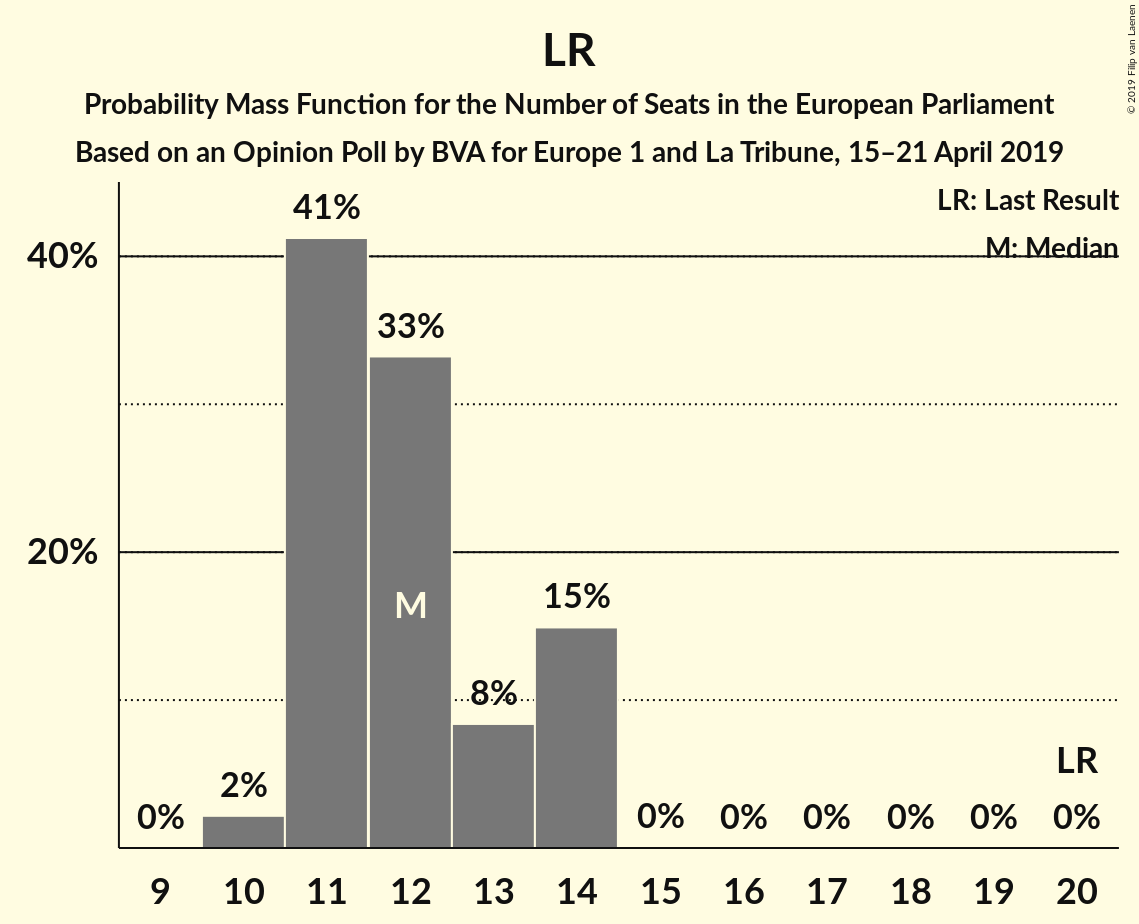 LR
Probability Mass Function for the Number of Seats in the European Parliament
Based on an Opinion Poll by BVA for Europe 1 and La Tribune, 15–21 April 2019
© 2019 Filip van Laenen
LR: Last Result
M: Median
40%
20%
0%
2%
41%
33%
M
8%
15%
0%
0%
0%
0%
0%
LR
0%
9 10 11 12 13 14 15 16 17 18 19 20